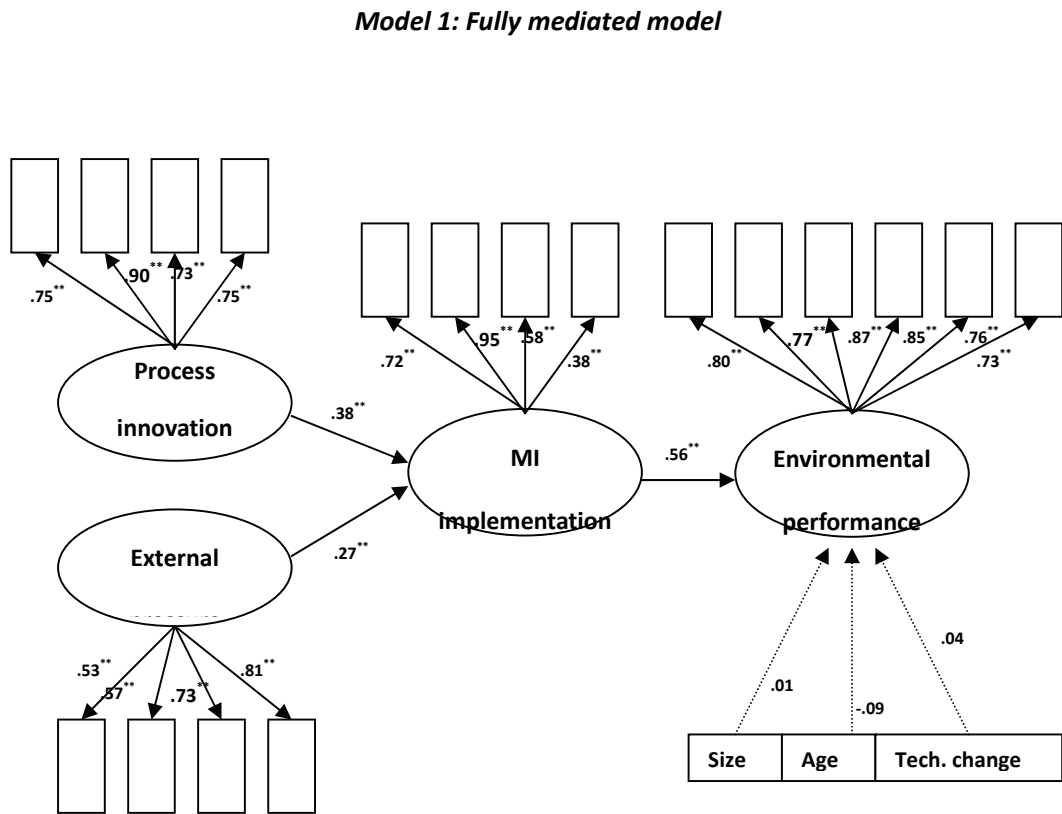 Model 1: Fully mediated model
.75**
.90**
.73**
.75**
.72**
.95**
.58**
.38**
.80**
.77**
.87**
.85**
.76**
.73**
Process
innovation
.38**
MI
implementation
.56**
Environmental
performance
External
.27**
.53**
.57**
.73**
.81**
.01
-.09
.04
Size
Age
Tech. change